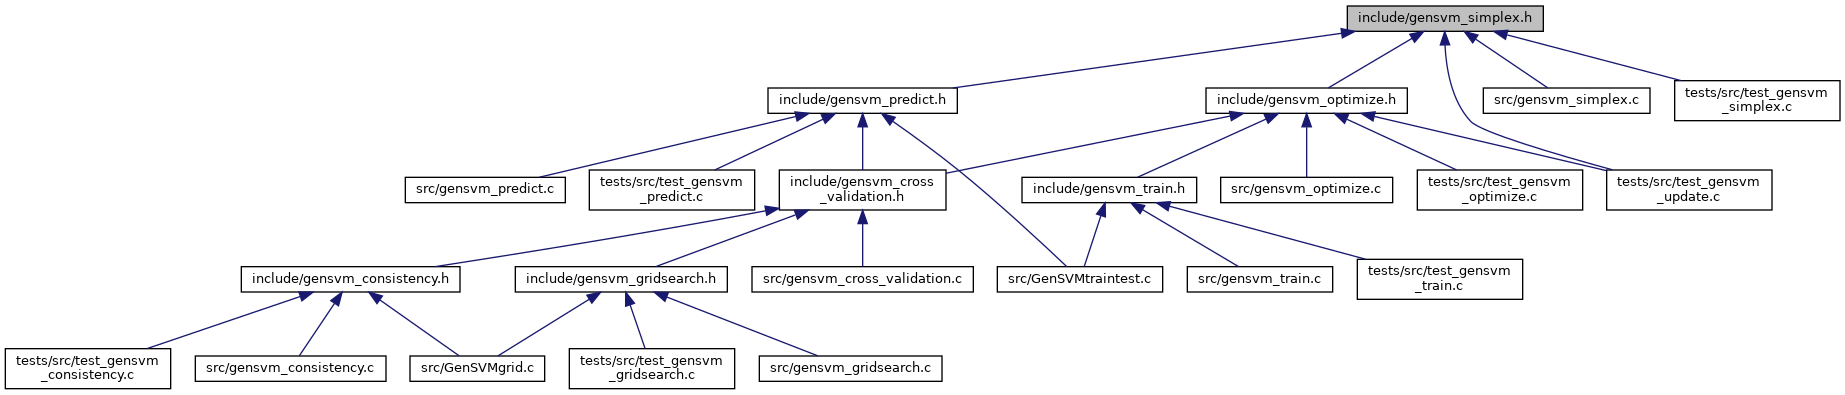 include/gensvm_simplex.h
include/gensvm_predict.h
include/gensvm_optimize.h
src/gensvm_simplex.c
tests/src/test_gensvm
_simplex.c
src/gensvm_predict.c
tests/src/test_gensvm
_predict.c
include/gensvm_cross
_validation.h
include/gensvm_train.h
src/gensvm_optimize.c
tests/src/test_gensvm
_optimize.c
tests/src/test_gensvm
_update.c
include/gensvm_consistency.h
include/gensvm_gridsearch.h
src/gensvm_cross_validation.c
src/GenSVMtraintest.c
src/gensvm_train.c
tests/src/test_gensvm
_train.c
tests/src/test_gensvm
_consistency.c
src/gensvm_consistency.c
src/GenSVMgrid.c
tests/src/test_gensvm
_gridsearch.c
src/gensvm_gridsearch.c